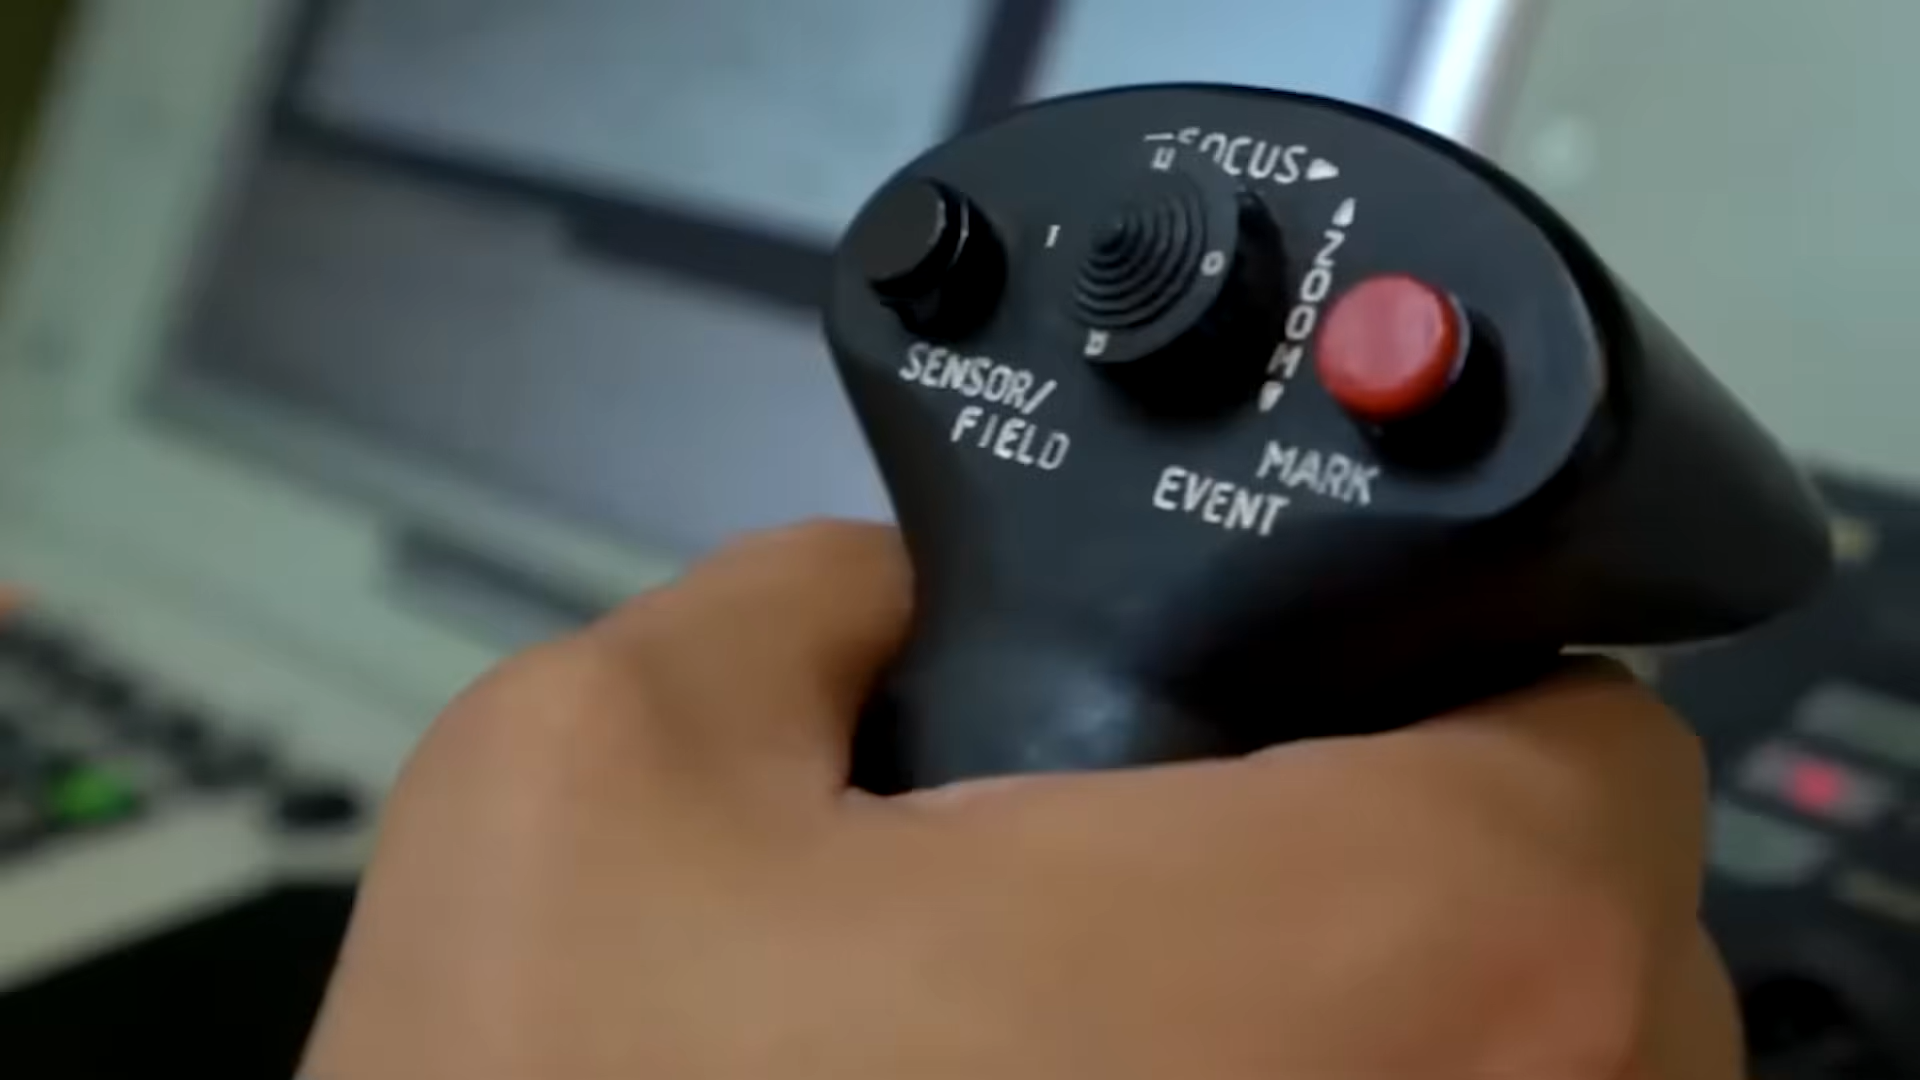 FOCUS▶
I
O
▲ZOOM▼
SENSOR/
FIELD
MARK
EVENT